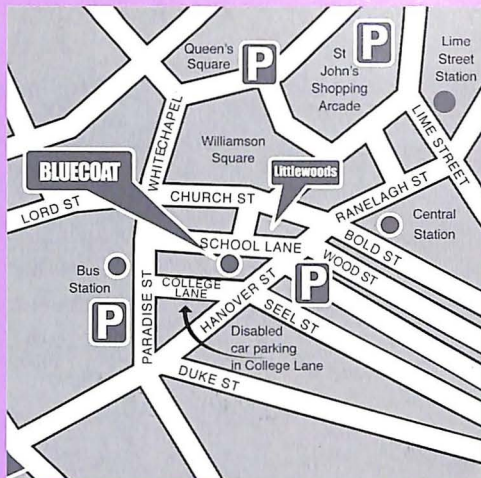 Queen's
Square
P
St
John's
Shopping
Arcade
P
Lime
Street
Station
WHITECHAPEL
LIME STREET
Williamson
Square
BLUECOAT
Littlewoods
LORD ST
CHURCH ST
RANELAGH ST
Central
Station
SCHOOL LANE
BOLD ST
WOOD ST
Bus
Station
P
COLLEGE
LANE
P
PARADISE ST
HANOVER ST
SEEL ST
Disabled
car parking
in College Lane
DUKE ST